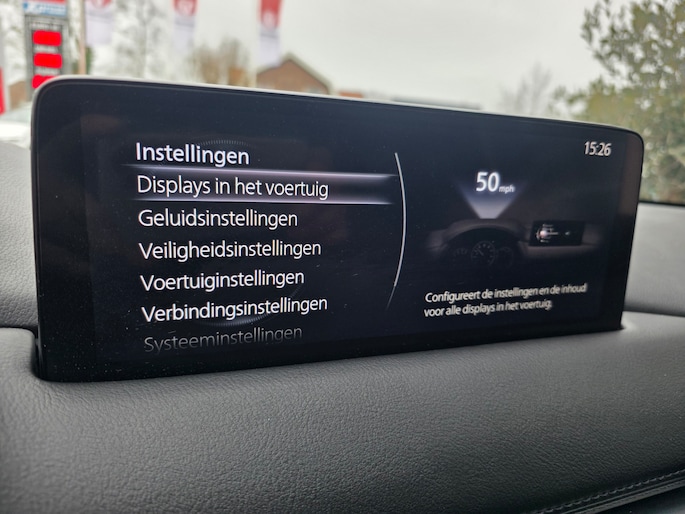 Instellingen
15:26
Displays in het voertuig
50 mph
Geluidsinstellingen
Veiligheidsinstellingen
Voertuiginstellingen
Verbindingsinstellingen
Configureert de instellingen en de inhoud
voor alle displays in het voertuig.
Systeeminstellingen